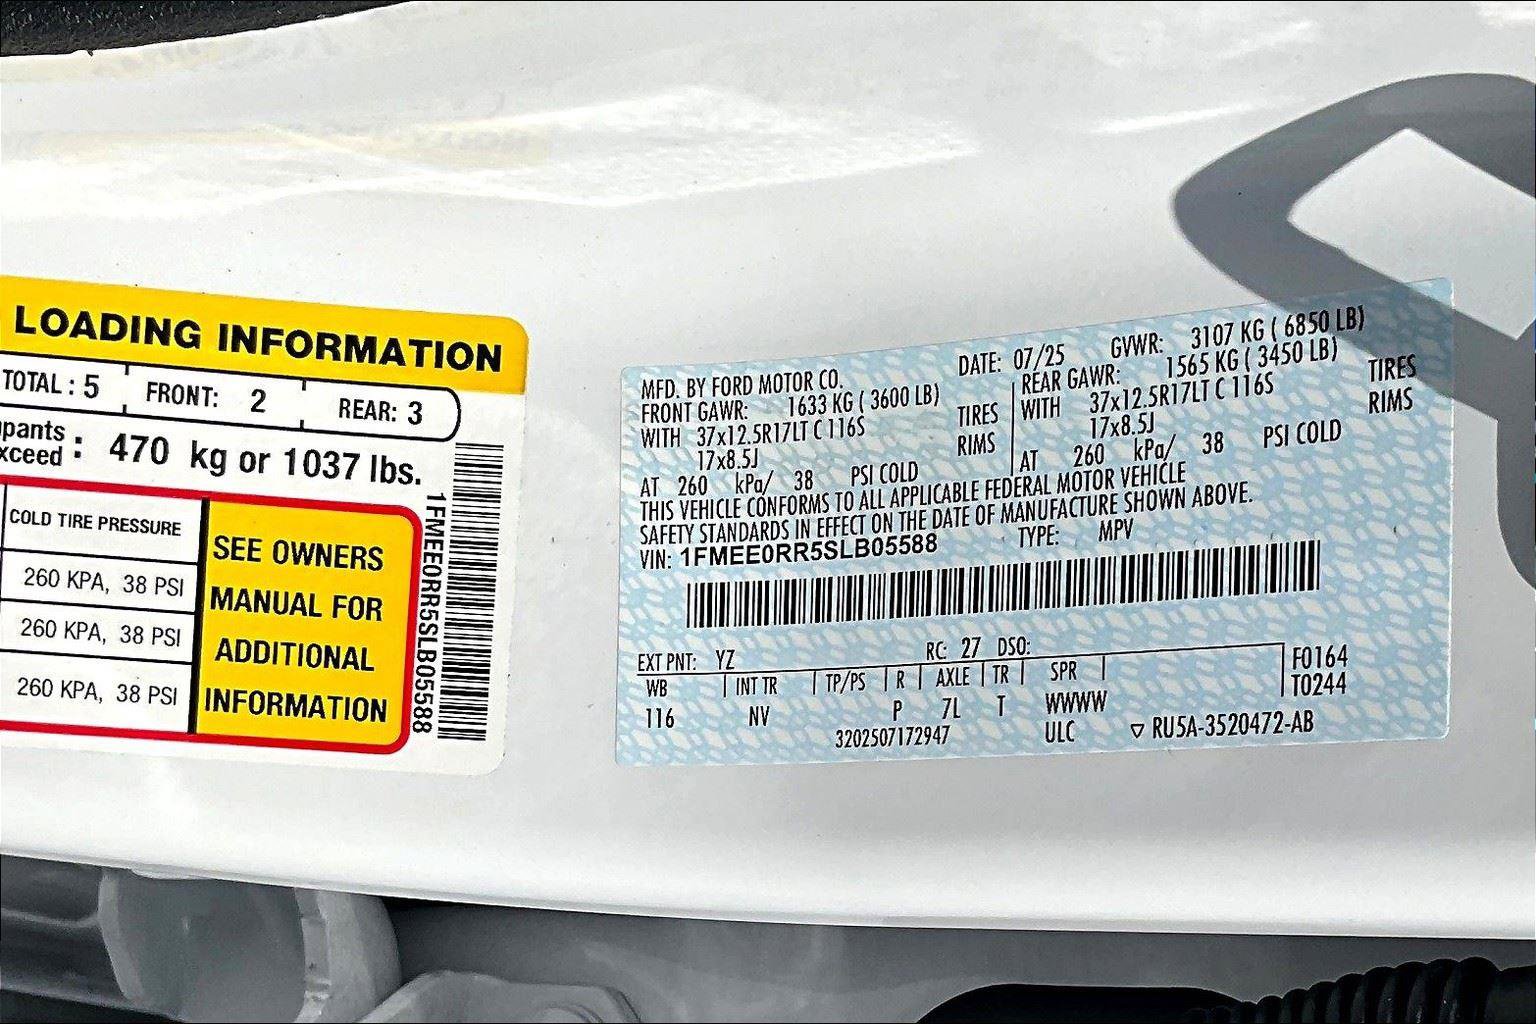 LOADING INFORMATION
TOTAL : 5 FRONT: 2 REAR: 3
pants
xceed : 470 kg or 1037 lbs.
COLD TIRE PRESSURE
260 KPA, 38 PSI
260 KPA, 38 PSI
260 KPA, 38 PSI
SEE OWNERS
MANUAL FOR
ADDITIONAL
INFORMATION
1FMEE0RR5SLB05588
MFD. BY FORD MOTOR CO. DATE: 07/25 GVWR: 3107 KG ( 6850 LB)
FRONT GAWR: 1633 KG ( 3600 LB) REAR GAWR: 1565 KG ( 3450 LB)
WITH 37x12.5R17LT C 116S TIRES WITH 37x12.5R17LT C 116S TIRES
17x8.5J RIMS 17x8.5J RIMS
AT 260 kPa/ 38 PSI COLD AT 260 kPa/ 38 PSI COLD
THIS VEHICLE CONFORMS TO ALL APPLICABLE FEDERAL MOTOR VEHICLE
SAFETY STANDARDS IN EFFECT ON THE DATE OF MANUFACTURE SHOWN ABOVE.
VIN: 1FMEE0RR5SLB05588 TYPE: MPV
EXT PNT: YZ RC: 27 DSO:
WB INT TR TP/PS R AXLE TR SPR F0164
116 NV P 7L T WWWW T0244
3202507172947 ULC ▽ RU5A-3520472-AB